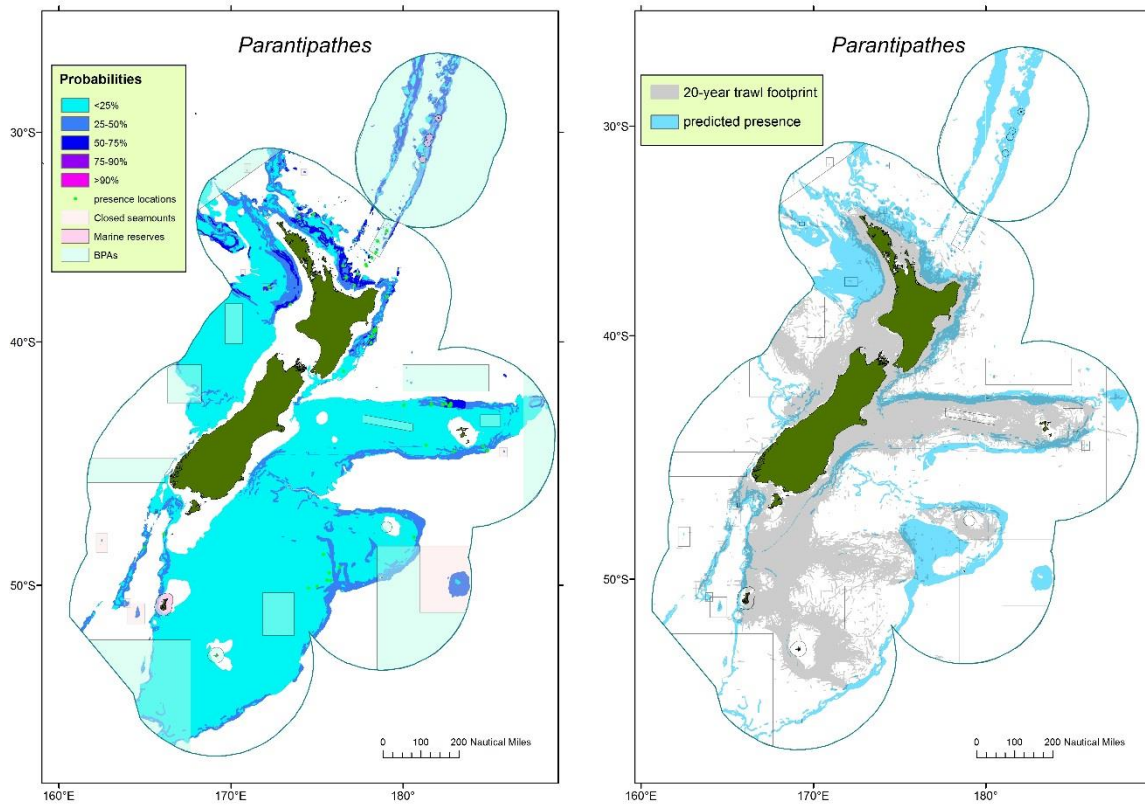 Parantipathes
Probabilities
<25%
25-50%
50-75%
75-90%
>90%
presence locations
Closed seamounts
Marine reserves
BPAs
30°S
40°S
50°S
0 100 200 Nautical Miles
160°E
170°E
180°
Parantipathes
20-year trawl footprint
predicted presence
30°S
40°S
50°S
0 100 200 Nautical Miles
160°E
170°E
180°